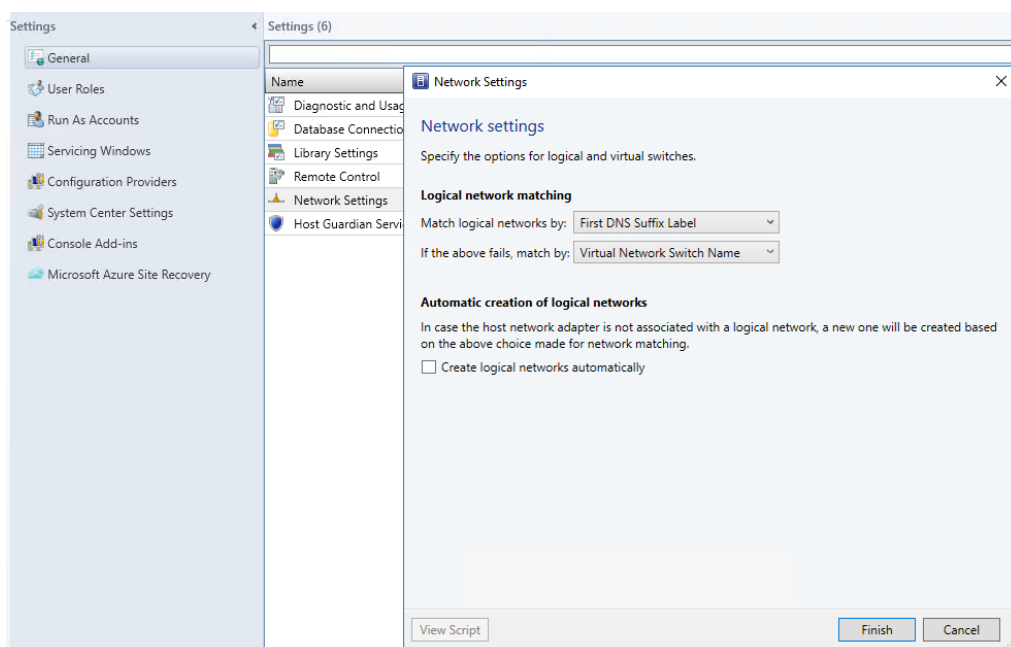 Settings
General
User Roles
Run As Accounts
Servicing Windows
Configuration Providers
System Center Settings
Console Add-ins
Microsoft Azure Site Recovery
Settings (6)
Name
Diagnostic and Usag
Database Connectio
Library Settings
Remote Control
Network Settings
Host Guardian Servi
Network Settings
Network settings
Specify the options for logical and virtual switches.
Logical network matching
Match logical networks by: First DNS Suffix Label
If the above fails, match by: Virtual Network Switch Name
Automatic creation of logical networks
In case the host network adapter is not associated with a logical network, a new one will be created based
on the above choice made for network matching.
Create logical networks automatically
View Script
Finish
Cancel